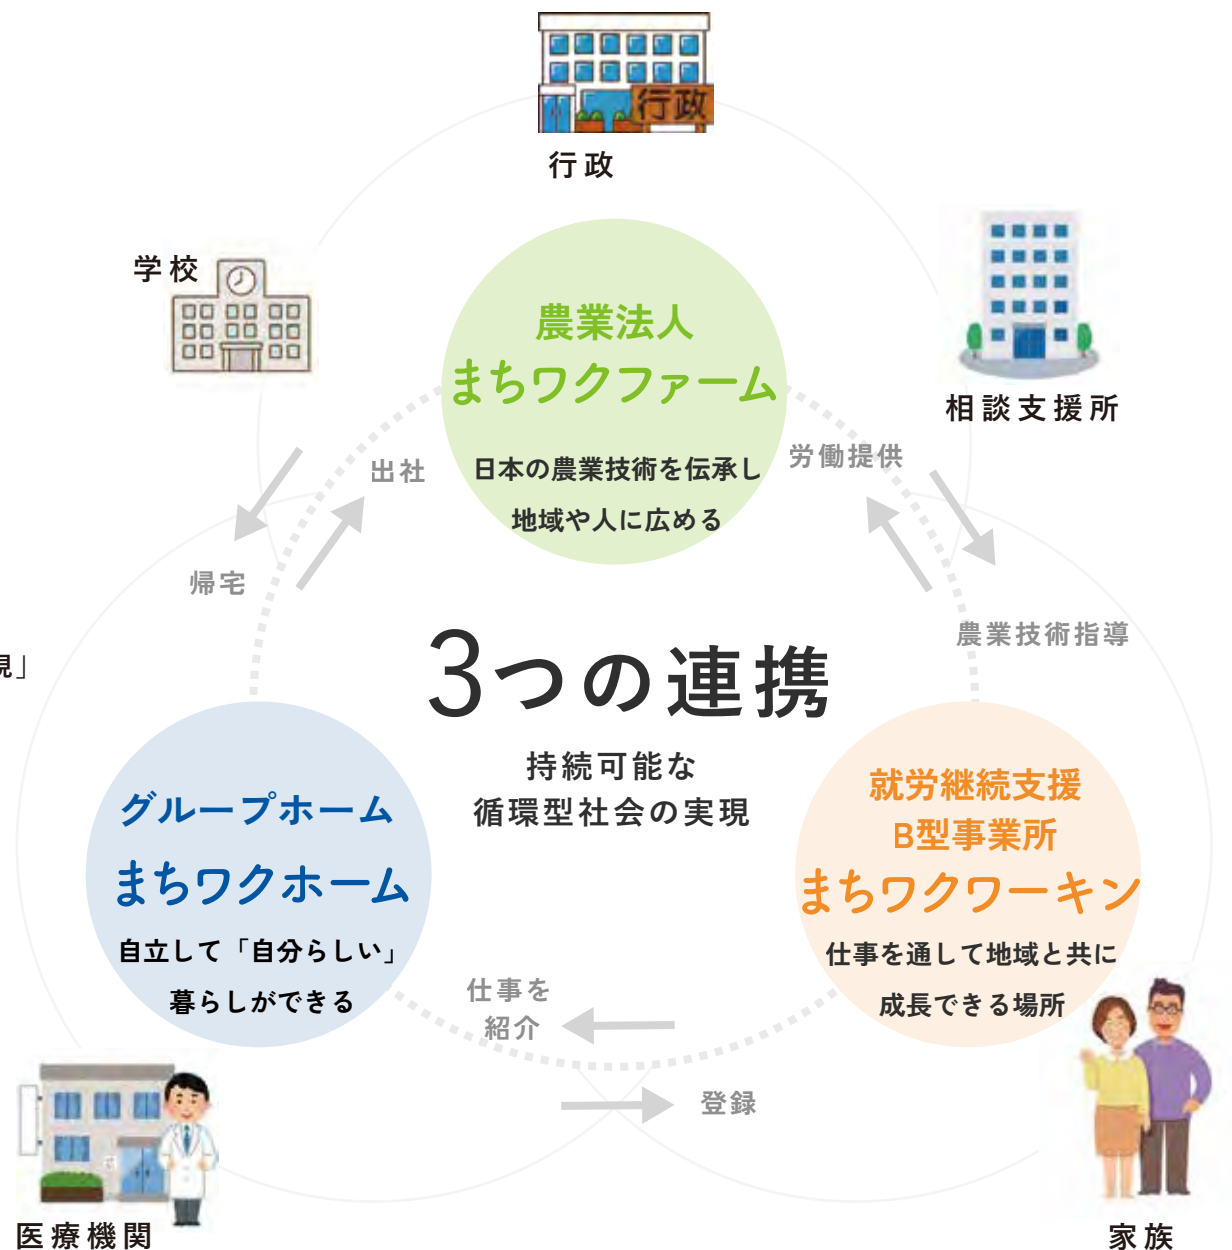 行政
行政
学校
農業法人
まちワクファーム
日本の農業技術を伝承し
地域や人に広める
相談支援所
出社
労働提供
帰宅
農業技術指導
現」
3つの連携
持続可能な
循環型社会の実現
グループホーム
まちワクホーム
自立して「自分らしい」
暮らしができる
就労継続支援
B型事業所
まちワクワーキン
仕事を通して地域と共に
成長できる場所
仕事を
紹介
登録
医療機関
家族